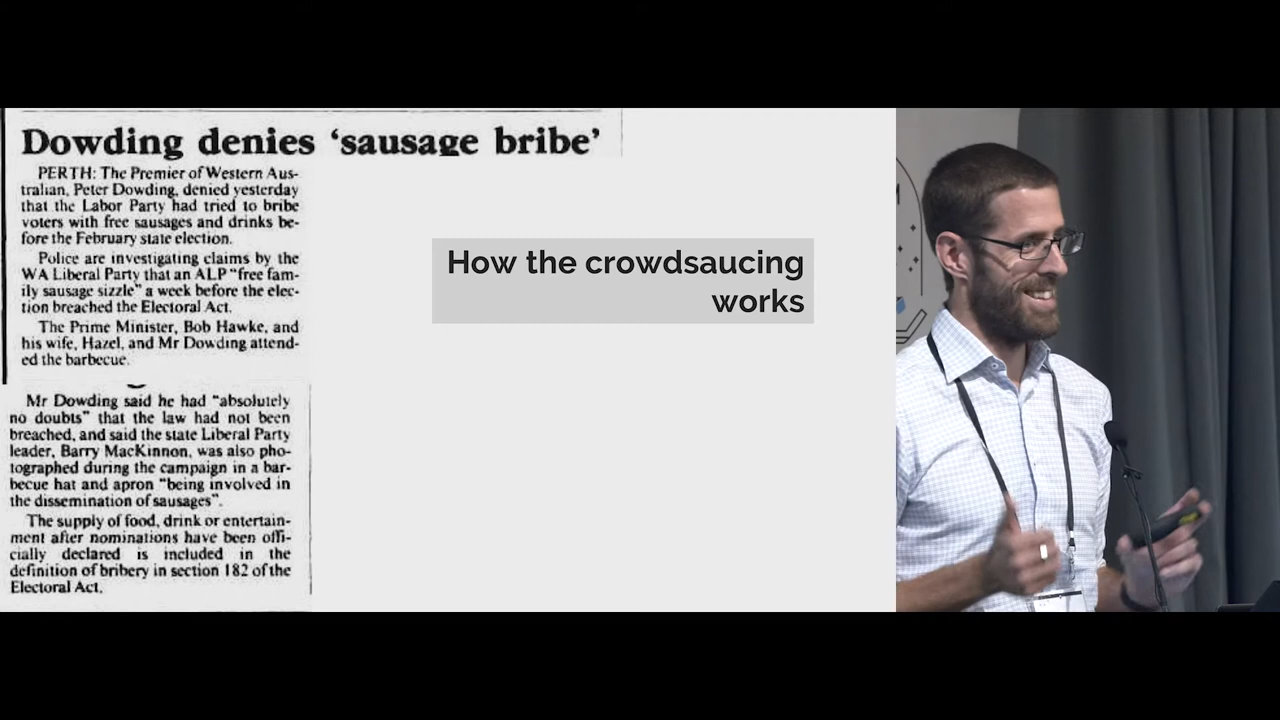 Dowding denies ‘sausage bribe’
PERTH: The Premier of Western Aus-
tralian, Peter Dowding, denied yesterday
that the Labor Party had tried to bribe
voters with free sausages and drinks be-
fore the February state election.
Police are investigating claims by the
WA Liberal Party that an ALP “free fam-
ily sausage sizzle” a week before the elec-
tion breached the Electoral Act.
The Prime Minister, Bob Hawke, and
his wife, Hazel, and Mr Dowding attend-
ed the barbecue.
Mr Dowding said he had “absolutely
no doubts” that the law had not been
breached, and said the state Liberal Party
leader, Barry MacKinnon, was also pho-
tographed during the campaign in a bar-
becue hat and apron “being involved in
the dissemination of sausages”.
The supply of food, drink or entertain-
ment after nominations have been offi-
cially declared is included in the
definition of bribery in section 182 of the
Electoral Act.
How the crowdsaucing
works